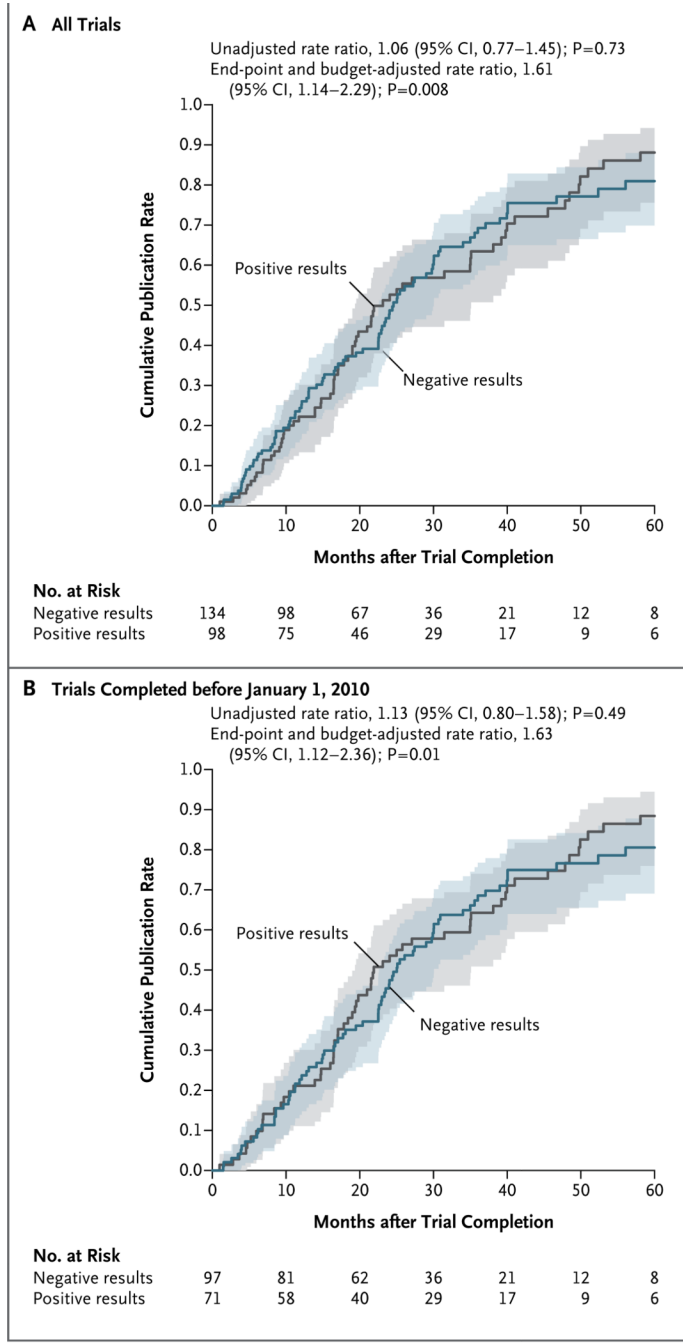 A All Trials
Unadjusted rate ratio, 1.06 (95% CI, 0.77–1.45); P=0.73
End-point and budget-adjusted rate ratio, 1.61
(95% CI, 1.14–2.29); P=0.008
1.0
0.9
0.8
0.7
0.6
0.5
0.4
0.3
0.2
0.1
0.0
Cumulative Publication Rate
Positive results
Negative results
0 10 20 30 40 50 60
Months after Trial Completion
No. at Risk
Negative results 134 98 67 36 21 12 8
Positive results 98 75 46 29 17 9 6
B Trials Completed before January 1, 2010
Unadjusted rate ratio, 1.13 (95% CI, 0.80–1.58); P=0.49
End-point and budget-adjusted rate ratio, 1.63
(95% CI, 1.12–2.36); P=0.01
1.0
0.9
0.8
0.7
0.6
0.5
0.4
0.3
0.2
0.1
0.0
Cumulative Publication Rate
Positive results
Negative results
0 10 20 30 40 50 60
Months after Trial Completion
No. at Risk
Negative results 97 81 62 36 21 12 8
Positive results 71 58 40 29 17 9 6